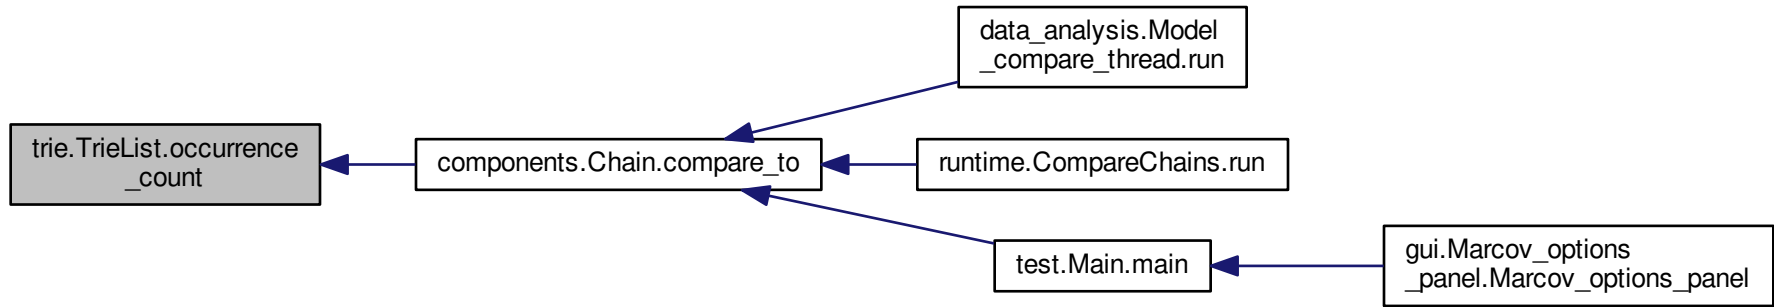 data_analysis.Model
_compare_thread.run
trie.TrieList.occurrence
_count
components.Chain.compare_to
runtime.CompareChains.run
test.Main.main
gui.Marcov_options
_panel.Marcov_options_panel